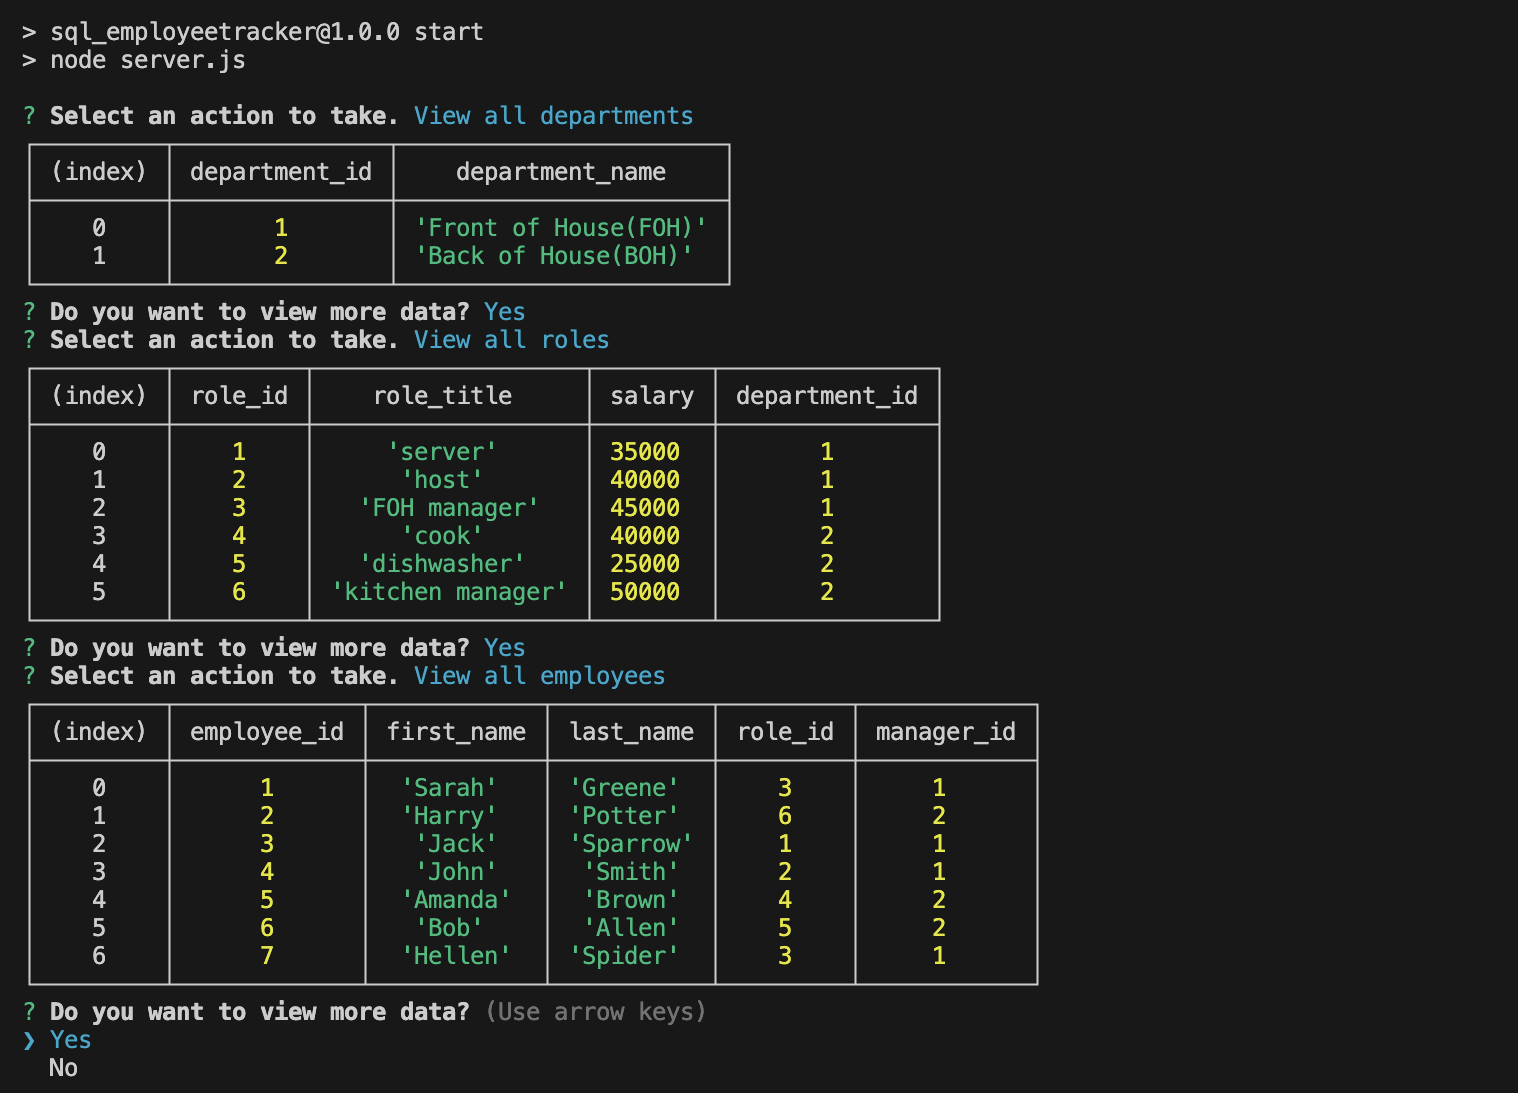 > sql_employeetracker@1.0.0 start
> node server.js
? Select an action to take. View all departments
(index) department_id department_name
0 1 'Front of House(FOH)'
1 2 'Back of House(BOH)'
? Do you want to view more data? Yes
? Select an action to take. View all roles
(index) role_id role_title salary department_id
0 1 'server' 35000 1
1 2 'host' 40000 1
2 3 'FOH manager' 45000 1
3 4 'cook' 40000 2
4 5 'dishwasher' 25000 2
5 6 'kitchen manager' 50000 2
? Do you want to view more data? Yes
? Select an action to take. View all employees
(index) employee_id first_name last_name role_id manager_id
0 1 'Sarah' 'Greene' 3 1
1 2 'Harry' 'Potter' 6 2
2 3 'Jack' 'Sparrow' 1 1
3 4 'John' 'Smith' 2 1
4 5 'Amanda' 'Brown' 4 2
5 6 'Bob' 'Allen' 5 2
6 7 'Hellen' 'Spider' 3 1
? Do you want to view more data? (Use arrow keys)
❯ Yes
No